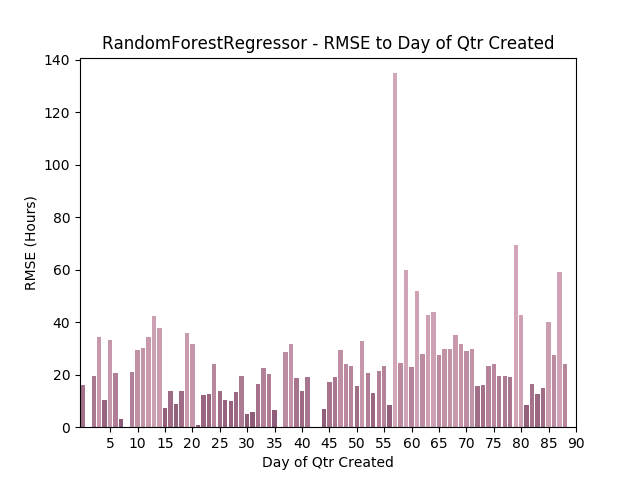 RandomForestRegressor - RMSE to Day of Qtr Created
140
120
100
80
60
40
20
0
RMSE (Hours)
5 10 15 20 25 30 35 40 45 50 55 60 65 70 75 80 85 90
Day of Qtr Created